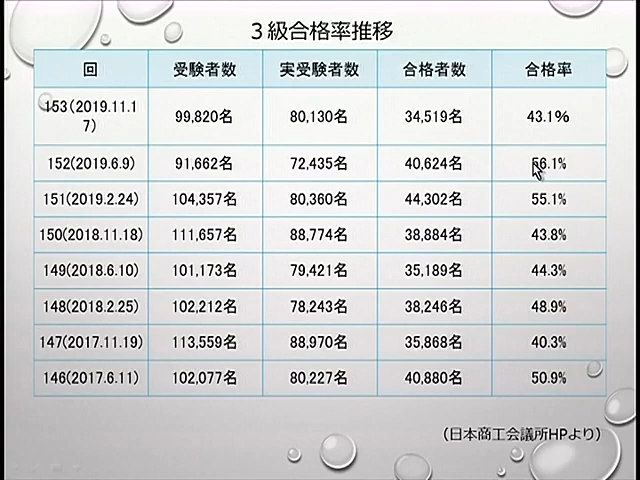 ３級合格率推移
回 受験者数 実受験者数 合格者数 合格率
153(2019.11.1
7) 99,820名 80,130名 34,519名 43.1%
152(2019.6.9) 91,662名 72,435名 40,624名 56.1%
151(2019.2.24) 104,357名 80,360名 44,302名 55.1%
150(2018.11.18) 111,657名 88,774名 38,884名 43.8%
149(2018.6.10) 101,173名 79,421名 35,189名 44.3%
148(2018.2.25) 102,212名 78,243名 38,246名 48.9%
147(2017.11.19) 113,559名 88,970名 35,868名 40.3%
146(2017.6.11) 102,077名 80,227名 40,880名 50.9%
（日本商工会議所HPより）